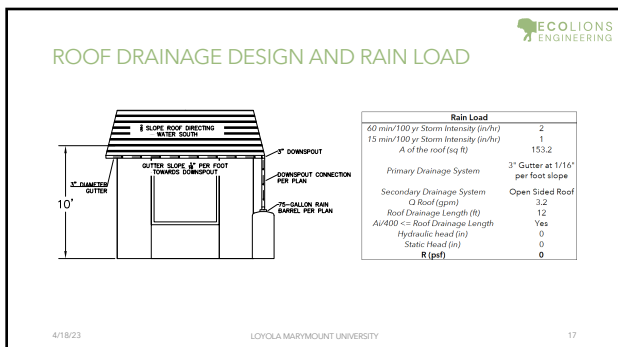 ECOLIONS
ENGINEERING
ROOF DRAINAGE DESIGN AND RAIN LOAD
SLOPE ROOF DIRECTING
WATER SOUTH
3" DOWNSPOUT
GUTTER SLOPE PER FOOT
TOWARDS DOWNSPOUT
DOWNSPOUT CONNECTION
PER PLAN
3" DIAMETER
GUTTER
10'
75-GALLON RAIN
BARREL PER PLAN
Rain Load
60 min/100 yr Storm Intensity (in/hr) 2
15 min/100 yr Storm Intensity (in/hr) 1
A of the roof (sq ft) 153.2
Primary Drainage System 3" Gutter at 1/16"
per foot slope
Secondary Drainage System Open Sided Roof
Q Roof (gpm) 3.2
Roof Drainage Length (ft) 12
Ai/400 <= Roof Drainage Length Yes
Hydraulic head (in) 0
Static Head (in) 0
R (psf) 0
4/18/23 LOYOLA MARYMOUNT UNIVERSITY 17